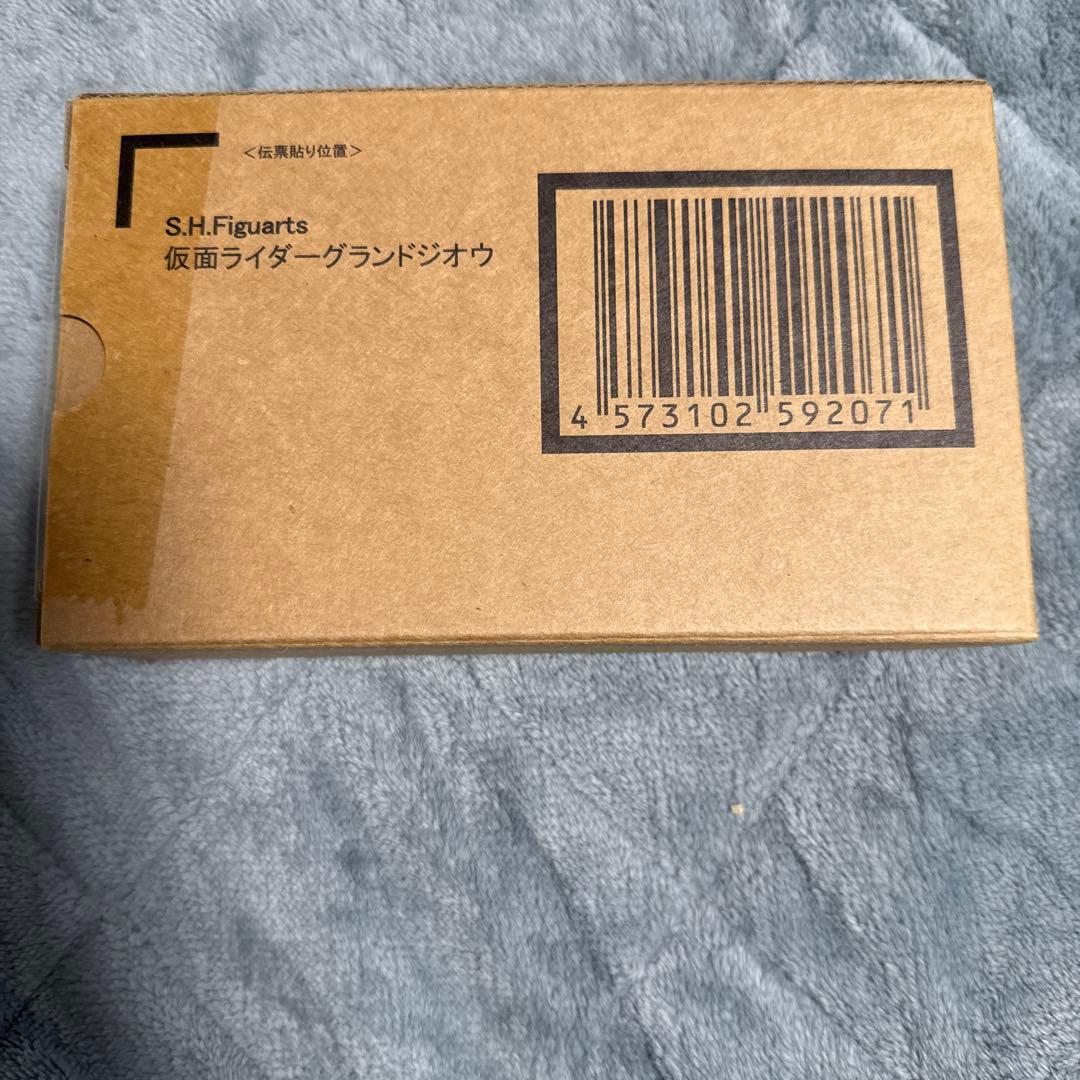 ＜伝票貼り位置＞
S.H.Figuarts
仮面ライダーグランドジオウ
4 573102 592071